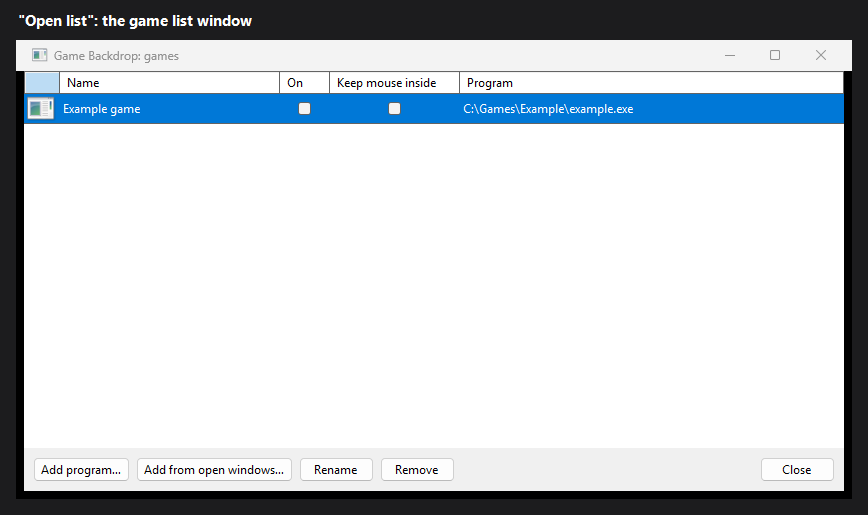 "Open list": the game list window
Game Backdrop: games
Name On Keep mouse inside Program
Example game C:\Games\Example\example.exe
Add program... Add from open windows... Rename Remove Close